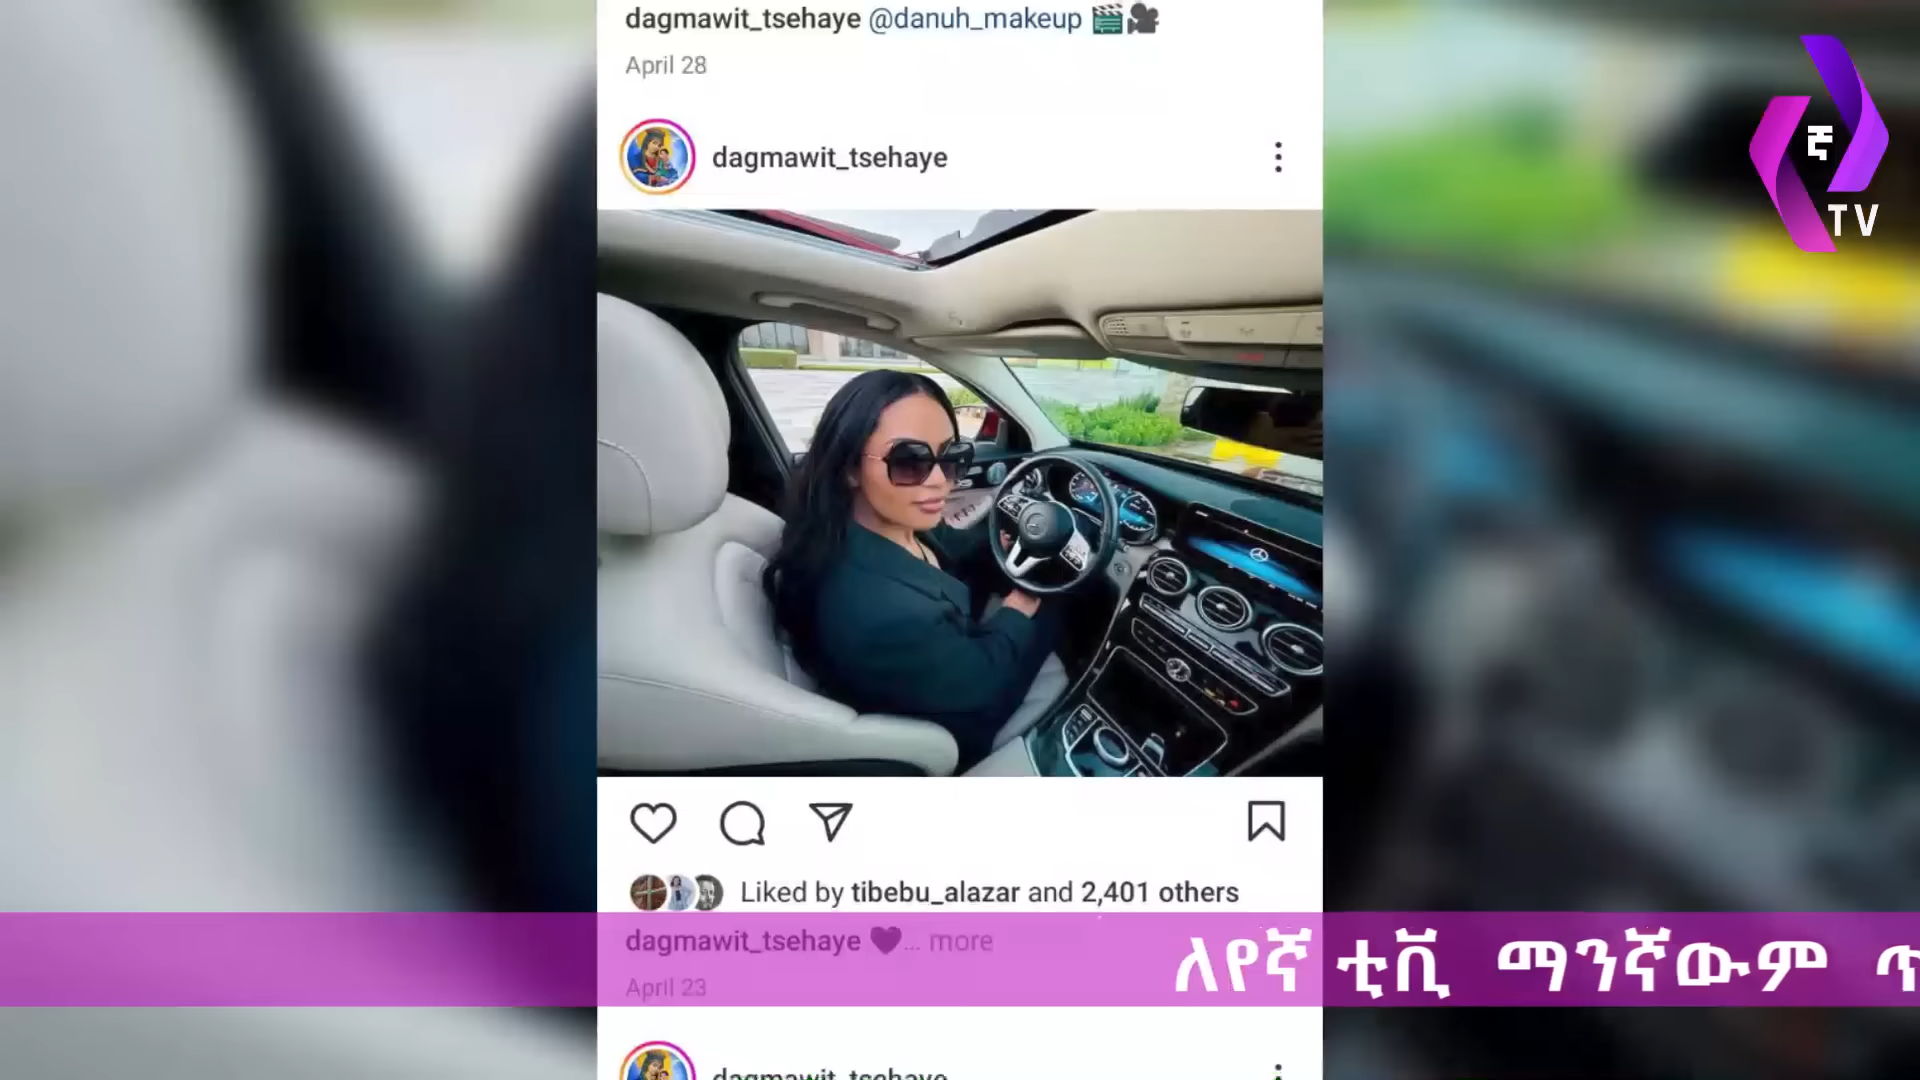 dagmawit_tsehaye @danuh_makeup 🎬🎥
April 28
dagmawit_tsehaye
ኛ
TV
Liked by tibebu_alazar and 2,401 others
dagmawit_tsehaye 🖤... more
ለየኛ ቲቪ ማንኛውም
April 23
dagmawit_tsehaye